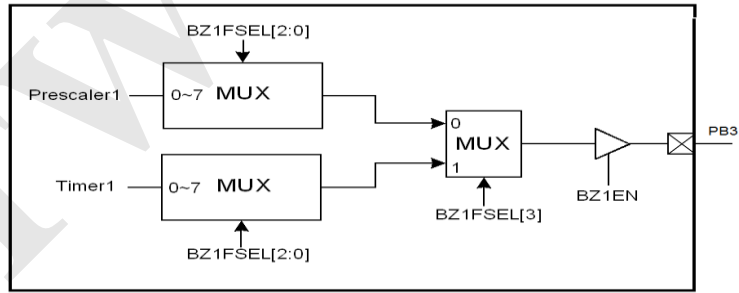 BZ1FSEL[2:0]
Prescaler1
0~7 MUX
0
MUX
1
PB3
Timer1
0~7 MUX
BZ1EN
BZ1FSEL[3]
BZ1FSEL[2:0]